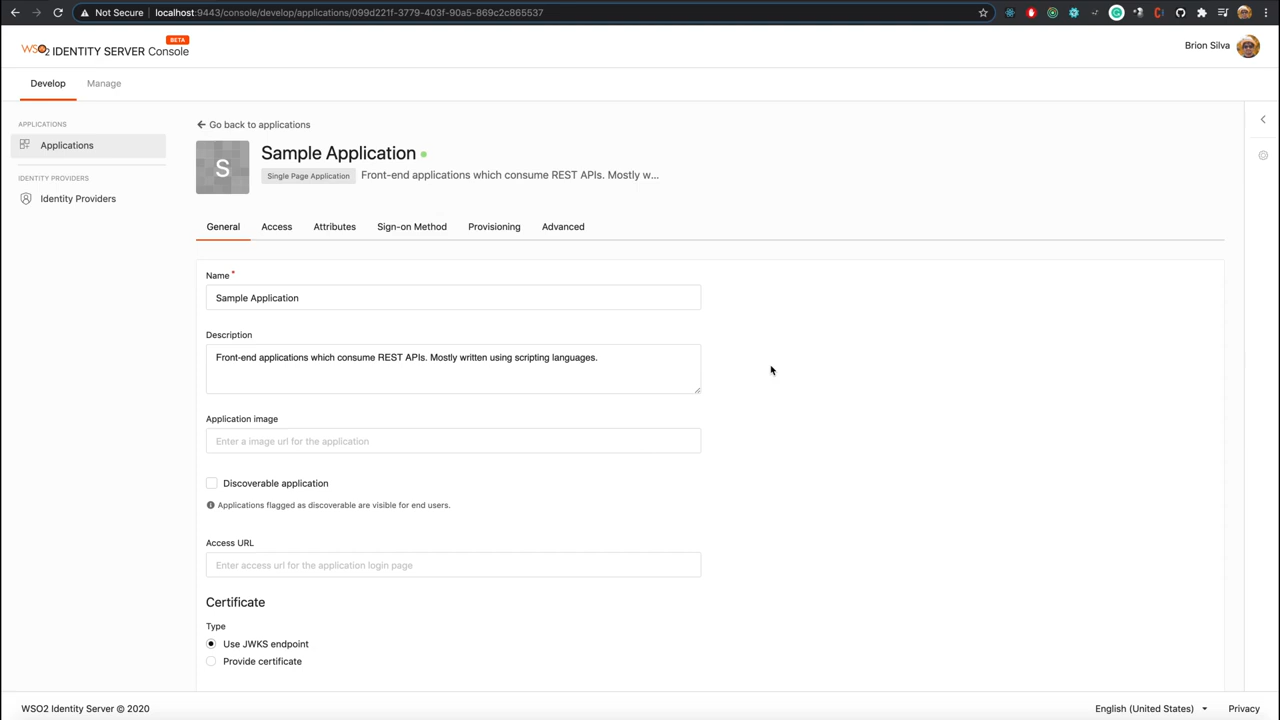 Not Secure
localhost:9443/console/develop/applications/099d221f-3779-403f-90a5-869c2c865537
WSO2 IDENTITY SERVER Console
BETA
Brion Silva
Develop
Manage
APPLICATIONS
Applications
IDENTITY PROVIDERS
Identity Providers
Go back to applications
S
Sample Application
Single Page Application
Front-end applications which consume REST APIs. Mostly w...
General
Access
Attributes
Sign-on Method
Provisioning
Advanced
Name *
Sample Application
Description
Front-end applications which consume REST APIs. Mostly written using scripting languages.
Application image
Enter a image url for the application
Discoverable application
Applications flagged as discoverable are visible for end users.
Access URL
Enter access url for the application login page
Certificate
Type
Use JWKS endpoint
Provide certificate
WSO2 Identity Server © 2020
English (United States)
Privacy